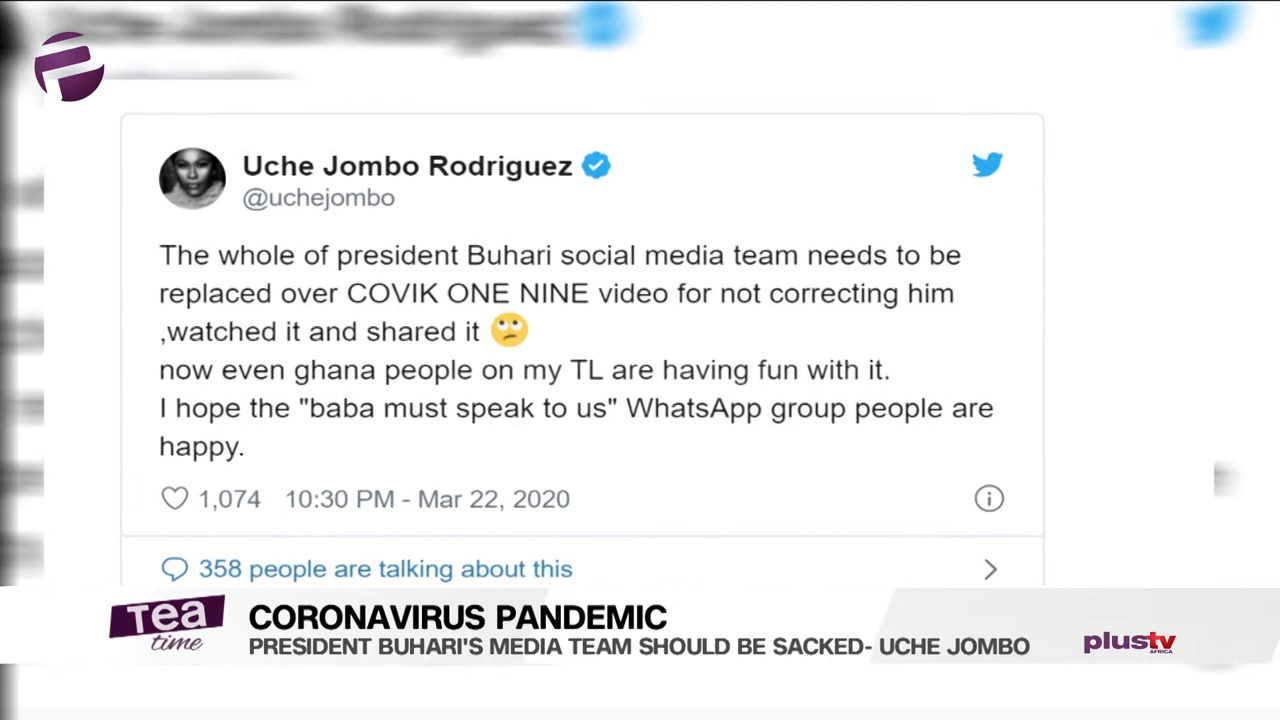 Uche Jombo Rodriguez
@uchejombo
The whole of president Buhari social media team needs to be
replaced over COVIK ONE NINE video for not correcting him
,watched it and shared it 🙄
now even ghana people on my TL are having fun with it.
I hope the "baba must speak to us" WhatsApp group people are
happy.
1,074 10:30 PM - Mar 22, 2020
358 people are talking about this
Tea
time
CORONAVIRUS PANDEMIC
PRESIDENT BUHARI'S MEDIA TEAM SHOULD BE SACKED- UCHE JOMBO
plustv
AFRICA